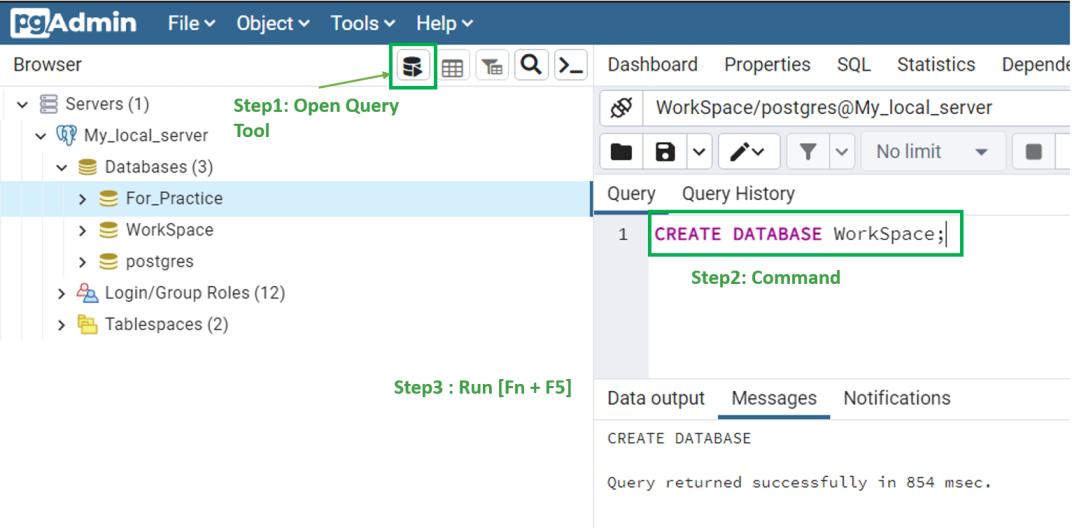 pgAdmin File Object Tools Help
Browser
Dashboard Properties SQL Statistics Depende
Step1: Open Query
Tool
Servers (1)
My_local_server
Databases (3)
For_Practice
WorkSpace
postgres
Login/Group Roles (12)
Tablespaces (2)
Step3 : Run [Fn + F5]
WorkSpace/postgres@My_local_server
No limit
Query Query History
1 CREATE DATABASE WorkSpace;
Step2: Command
Data output Messages Notifications
CREATE DATABASE
Query returned successfully in 854 msec.